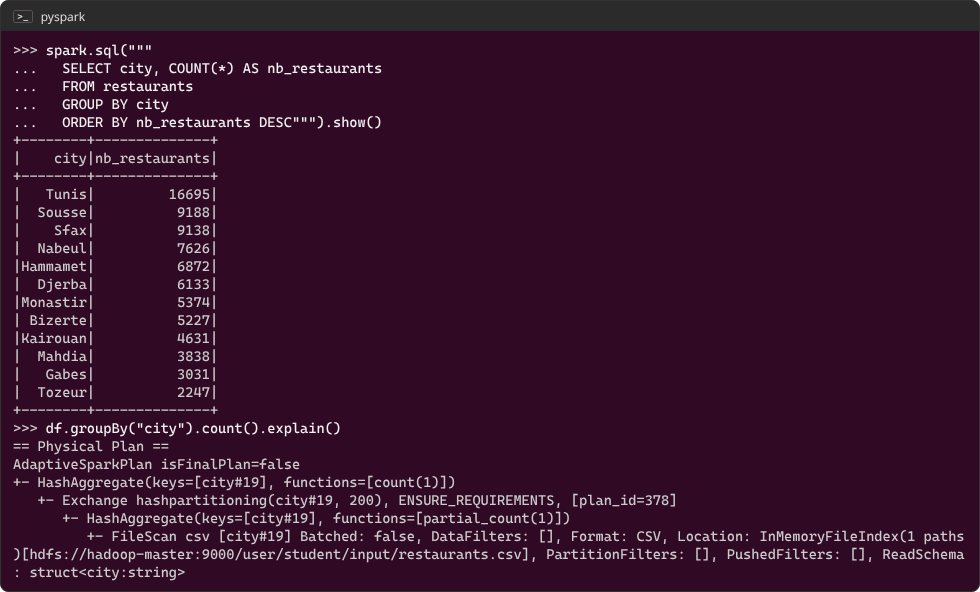 >_ pyspark
>>> spark.sql("""
...   SELECT city, COUNT(*) AS nb_restaurants
...   FROM restaurants
...   GROUP BY city
...   ORDER BY nb_restaurants DESC""").show()
+--------+--------------+
|    city|nb_restaurants|
+--------+--------------+
|   Tunis|         16695|
|  Sousse|          9188|
|    Sfax|          9138|
|  Nabeul|          7626|
|Hammamet|          6872|
|  Djerba|          6133|
|Monastir|          5374|
| Bizerte|          5227|
|Kairouan|          4631|
|  Mahdia|          3838|
|   Gabes|          3031|
|  Tozeur|          2247|
+--------+--------------+
>>> df.groupBy("city").count().explain()
== Physical Plan ==
AdaptiveSparkPlan isFinalPlan=false
+- HashAggregate(keys=[city#19], functions=[count(1)])
   +- Exchange hashpartitioning(city#19, 200), ENSURE_REQUIREMENTS, [plan_id=378]
      +- HashAggregate(keys=[city#19], functions=[partial_count(1)])
         +- FileScan csv [city#19] Batched: false, DataFilters: [], Format: CSV, Location: InMemoryFileIndex(1 paths
)[hdfs://hadoop-master:9000/user/student/input/restaurants.csv], PartitionFilters: [], PushedFilters: [], ReadSchema
: struct<city:string>